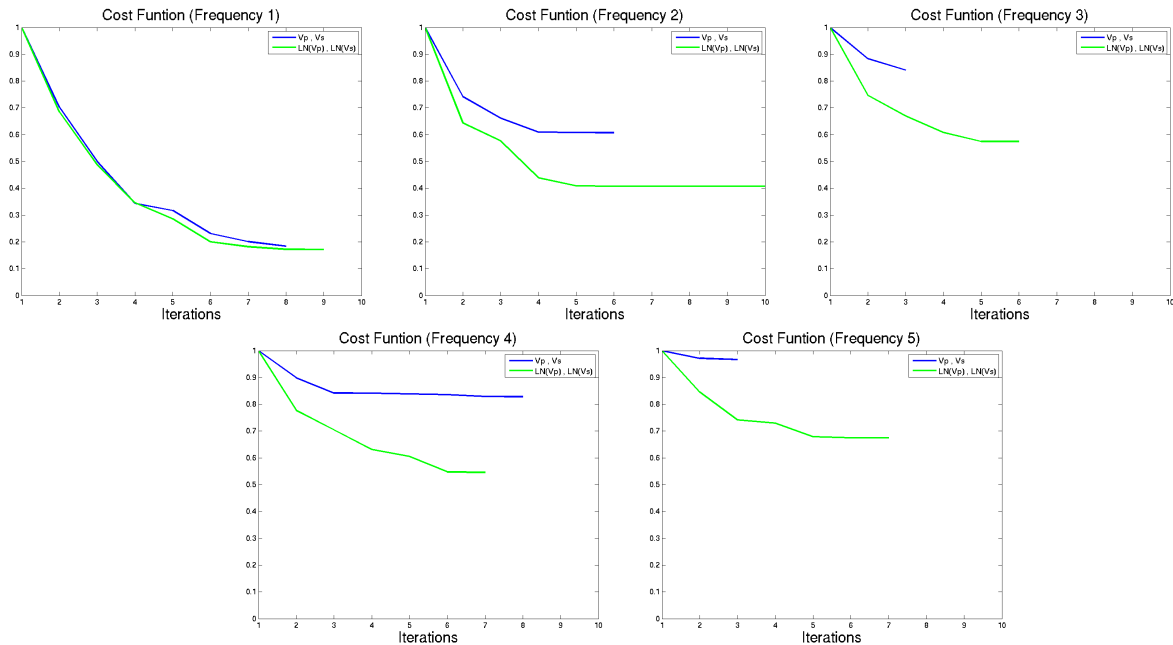 Cost Funtion (Frequency 1)
Vp , Vs
LN(Vp) , LN(Vs)
1
0.9
0.8
0.7
0.6
0.5
0.4
0.3
0.2
0.1
0
1 2 3 4 5 6 7 8 9 10
Iterations
Cost Funtion (Frequency 2)
Vp , Vs
LN(Vp) , LN(Vs)
1
0.9
0.8
0.7
0.6
0.5
0.4
0.3
0.2
0.1
0
1 2 3 4 5 6 7 8 9 10
Iterations
Cost Funtion (Frequency 3)
Vp , Vs
LN(Vp) , LN(Vs)
1
0.9
0.8
0.7
0.6
0.5
0.4
0.3
0.2
0.1
0
1 2 3 4 5 6 7 8 9 10
Iterations
Cost Funtion (Frequency 4)
Vp , Vs
LN(Vp) , LN(Vs)
1
0.9
0.8
0.7
0.6
0.5
0.4
0.3
0.2
0.1
0
1 2 3 4 5 6 7 8 9 10
Iterations
Cost Funtion (Frequency 5)
Vp , Vs
LN(Vp) , LN(Vs)
1
0.9
0.8
0.7
0.6
0.5
0.4
0.3
0.2
0.1
0
1 2 3 4 5 6 7 8 9 10
Iterations